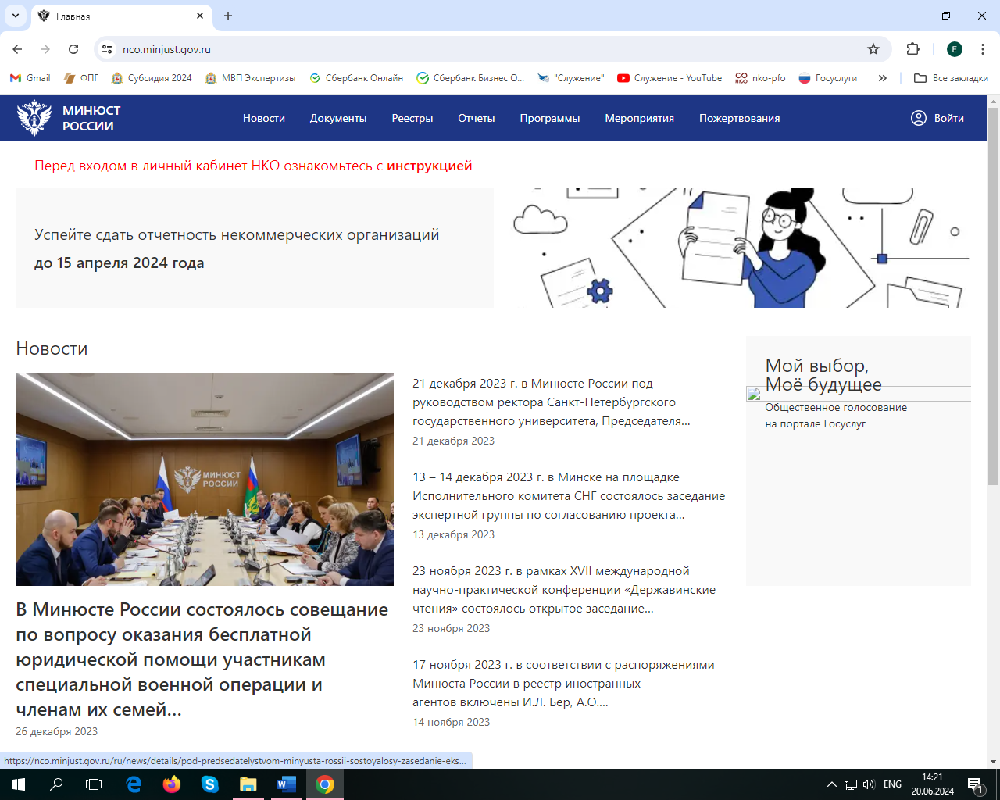 Главная
nco.minjust.gov.ru
E
Gmail
ФПГ
Субсидия 2024
МВП Экспертизы
Сбербанк Онлайн
Сбербанк Бизнес О...
"Служение"
Служение - YouTube
nko-pfo
Госуслуги
Все закладки
МИНЮСТ
РОССИИ
Новости
Документы
Реестры
Отчеты
Программы
Мероприятия
Пожертвования
Войти
Перед входом в личный кабинет НКО ознакомьтесь с инструкцией
Успейте сдать отчетность некоммерческих организаций
до 15 апреля 2024 года
Новости
МИНЮСТ
РОССИИ
В Минюсте России состоялось совещание
по вопросу оказания бесплатной
юридической помощи участникам
специальной военной операции и
членам их семей...
26 декабря 2023
21 декабря 2023 г. в Минюсте России под
руководством ректора Санкт-Петербургского
государственного университета, Председателя...
21 декабря 2023
13 – 14 декабря 2023 г. в Минске на площадке
Исполнительного комитета СНГ состоялось заседание
экспертной группы по согласованию проекта...
13 декабря 2023
23 ноября 2023 г. в рамках XVII международной
научно-практической конференции «Державинские
чтения» состоялось открытое заседание...
23 ноября 2023
17 ноября 2023 г. в соответствии с распоряжениями
Минюста России в реестр иностранных
агентов включены И.Л. Бер, А.О....
14 ноября 2023
Мой выбор,
Моё будущее
Общественное голосование
на портале Госуслуг
https://nco.minjust.gov.ru/ru/news/details/pod-predsedatelystvom-minyusta-rossii-sostoyalosy-zasedanie-eks...
ENG
14:21
20.06.2024
1